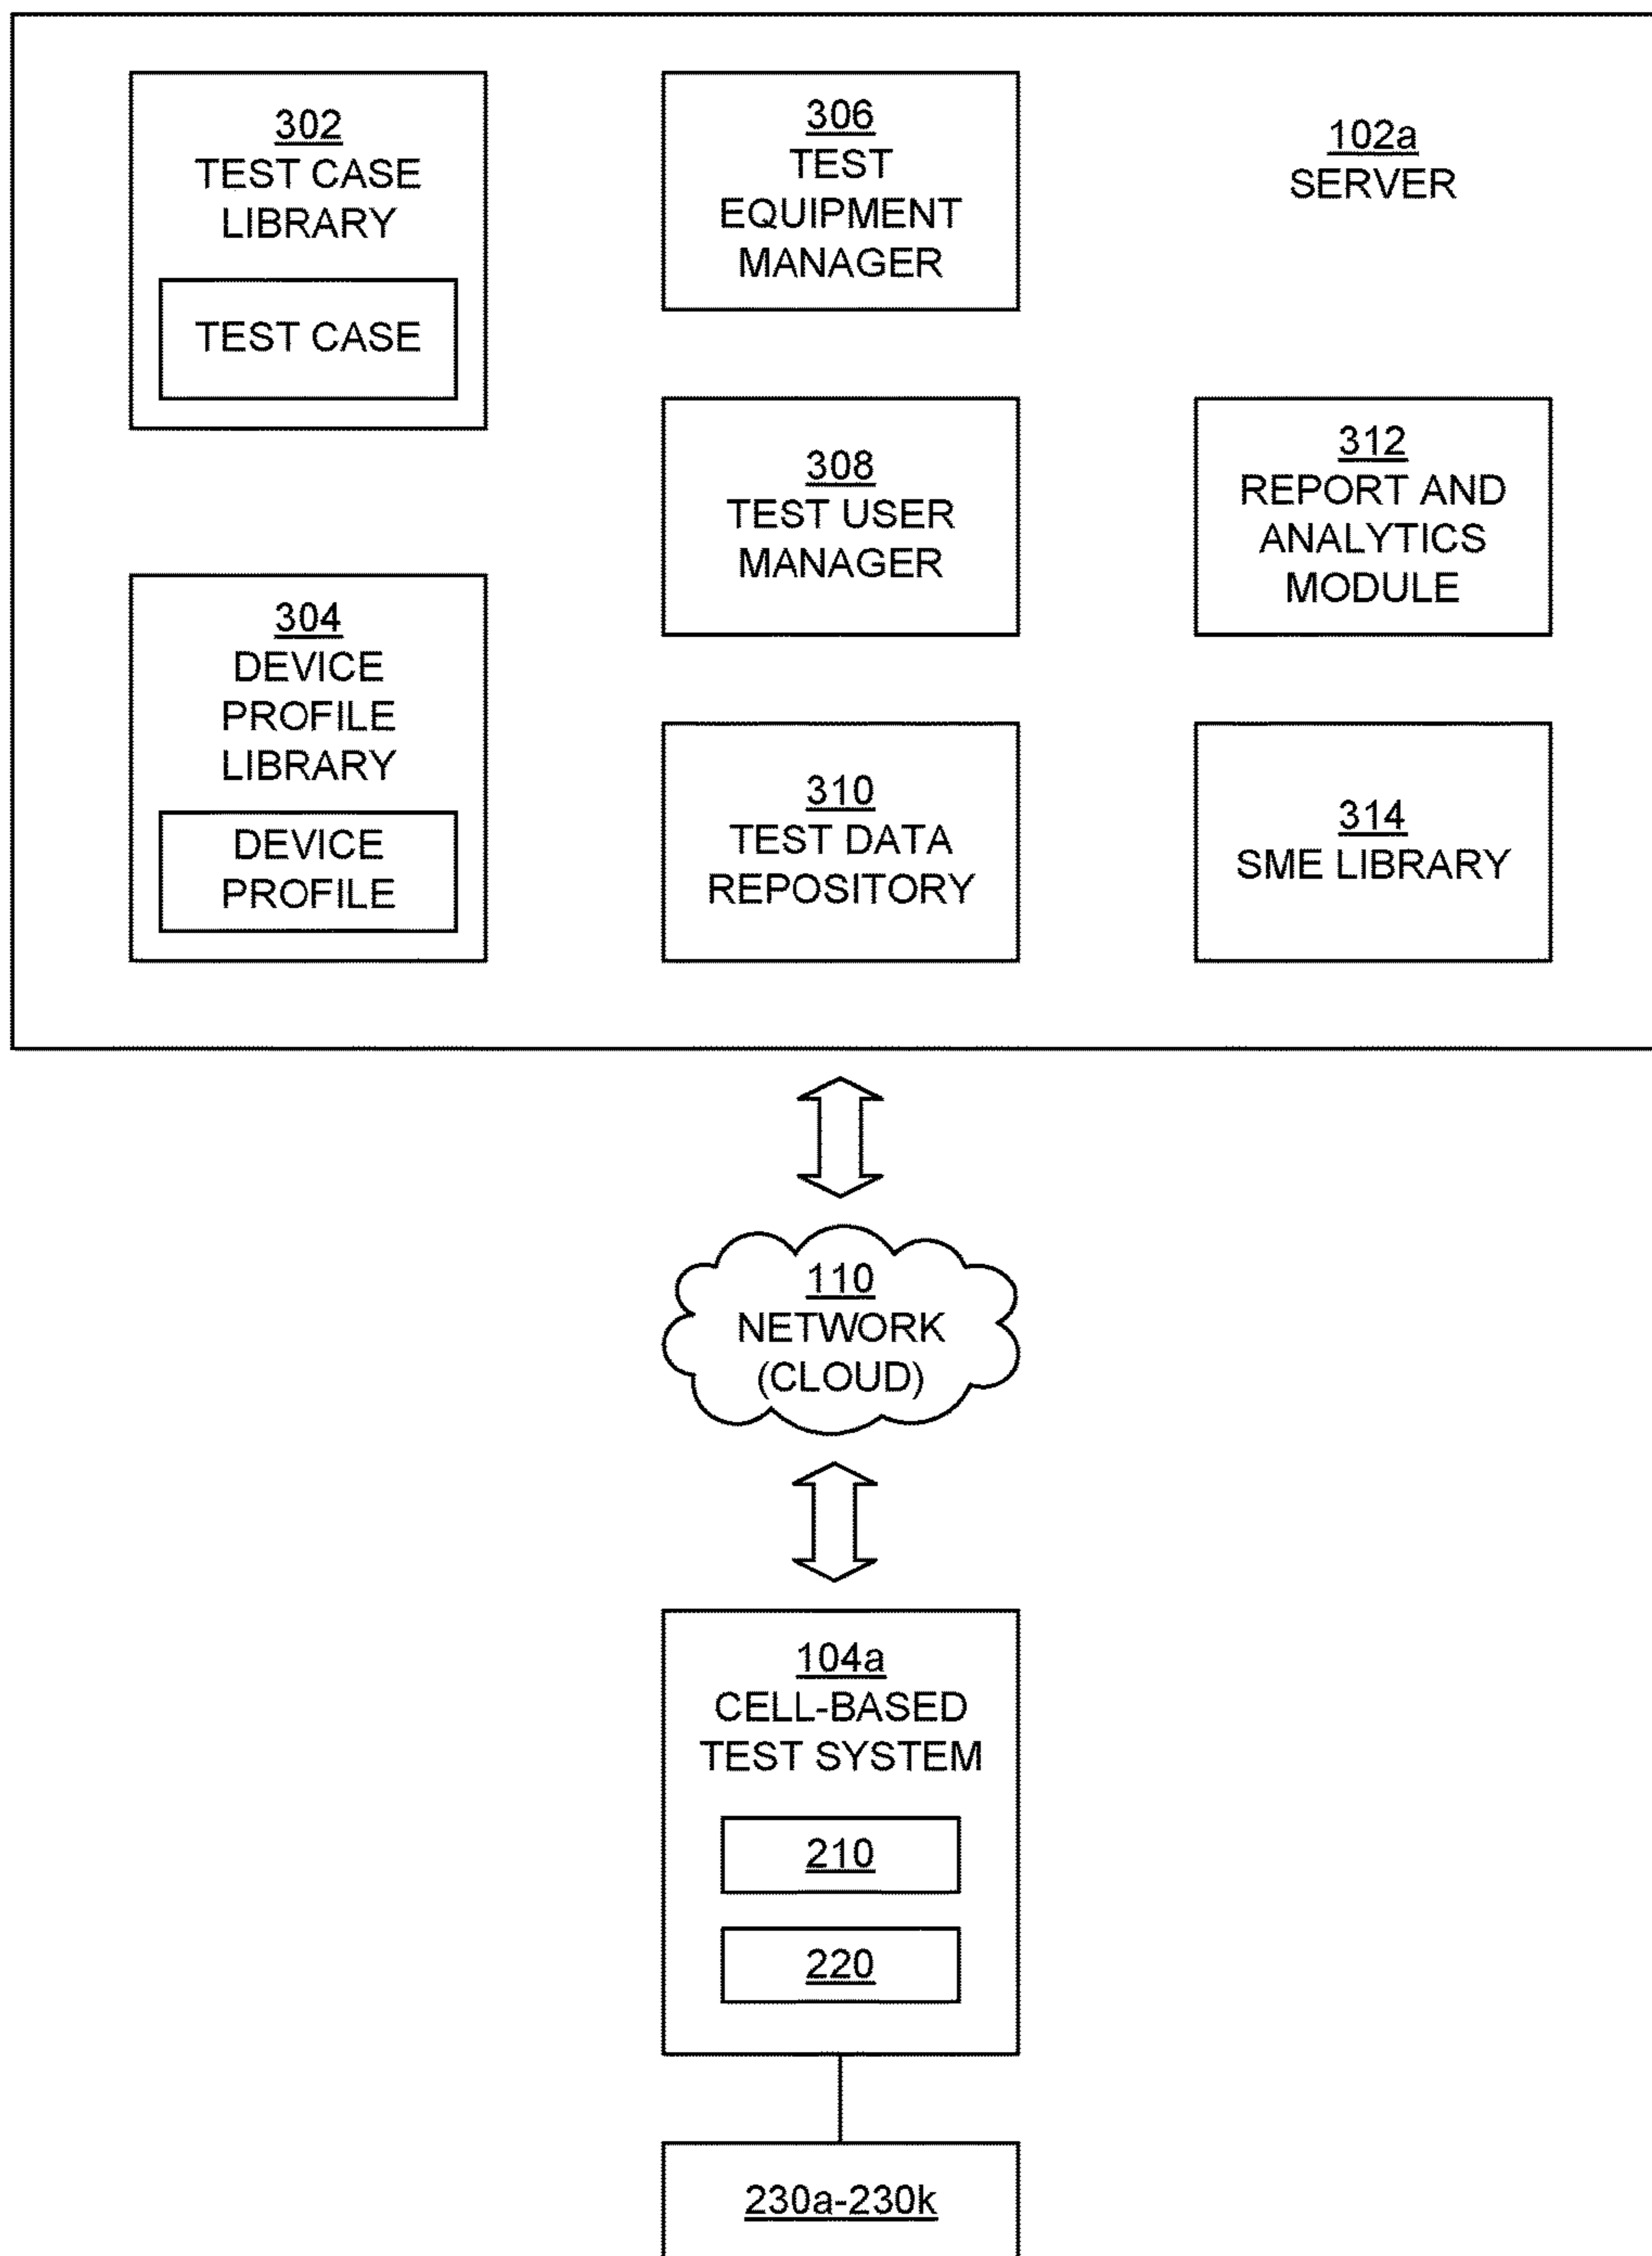 302
TEST CASE
LIBRARY
TEST CASE
304
DEVICE
PROFILE
LIBRARY
DEVICE
PROFILE
306
TEST
EQUIPMENT
MANAGER
308
TEST USER
MANAGER
310
TEST DATA
REPOSITORY
102a
SERVER
312
REPORT AND
ANALYTICS
MODULE
314
SME LIBRARY
110
NETWORK
(CLOUD)
104a
CELL-BASED
TEST SYSTEM
210
220
230a-230k